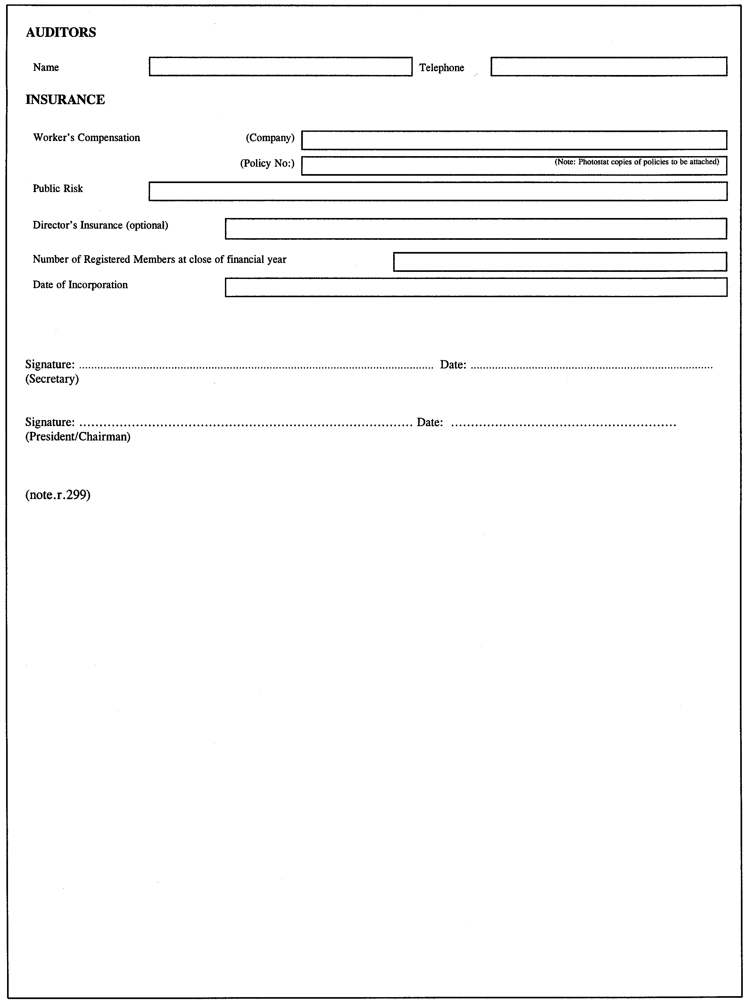 AUDITORS
Name Telephone
INSURANCE
Worker's Compensation (Company)
(Policy No:) (Note: Photostat copies of policies to be attached)
Public Risk
Director's Insurance (optional)
Number of Registered Members at close of financial year
Date of Incorporation
Signature: ........................................................................................................................ Date: ..................................................................................
(Secretary)
Signature: .................................................................................. Date: ........................................................
(President/Chairman)
(note.r.299)